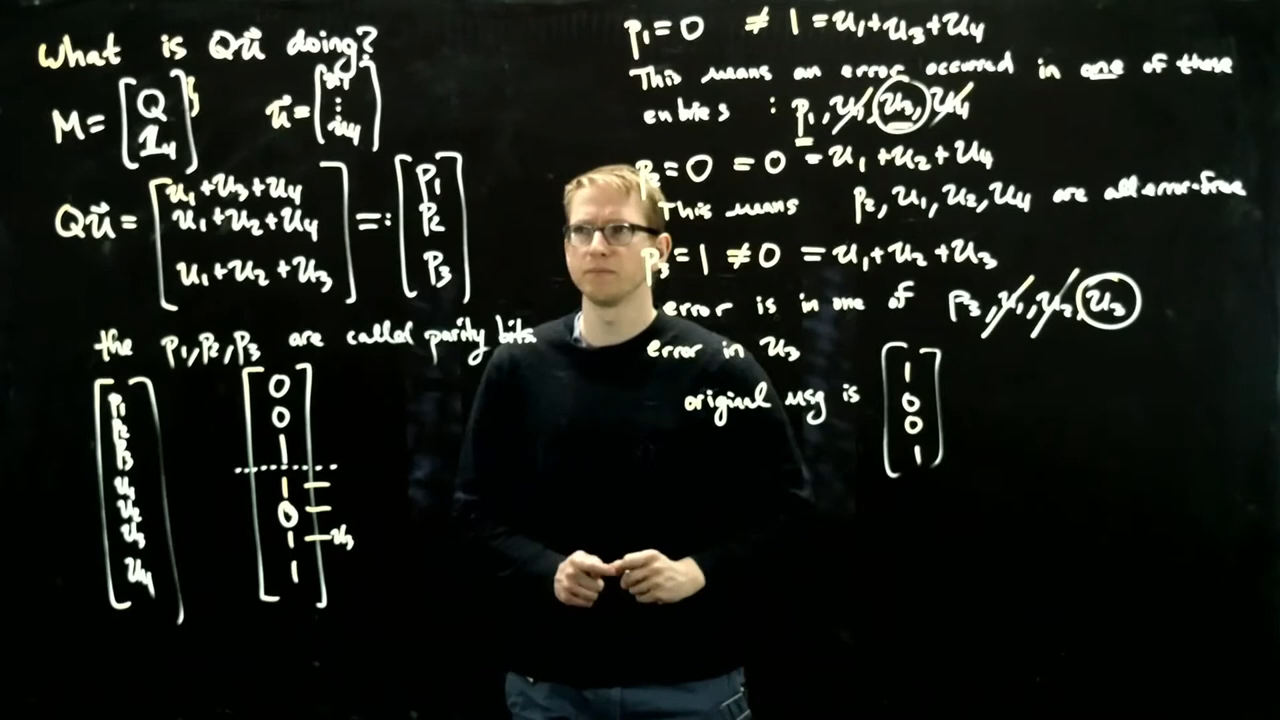 What is Qu⃗ doing?
M = [Q
1₄]
u⃗ = [u₁
⋮
u₄]
Qu⃗ = [u₁+u₃+u₄
u₁+u₂+u₄
u₁+u₂+u₃] =: [p₁
p₂
p₃]
the p₁, p₂, p₃ are called parity bits
[p₁
p₂
p₃
u₁
u₂
u₃
u₄]
[0
0
1
1
0
1 — u₃
1]
p₁ = 0 ≠ 1 = u₁+u₃+u₄
This means an error occurred in one of these
entries : p₁, u₁, u₃, u₄
p₂ = 0 = 0 = u₁+u₂+u₄
This means p₂, u₁, u₂, u₄ are all error-free
p₃ = 1 ≠ 0 = u₁+u₂+u₃
error is in one of p₃, u₁, u₂, u₃
error in u₃
original msg is [1
0
0
1]